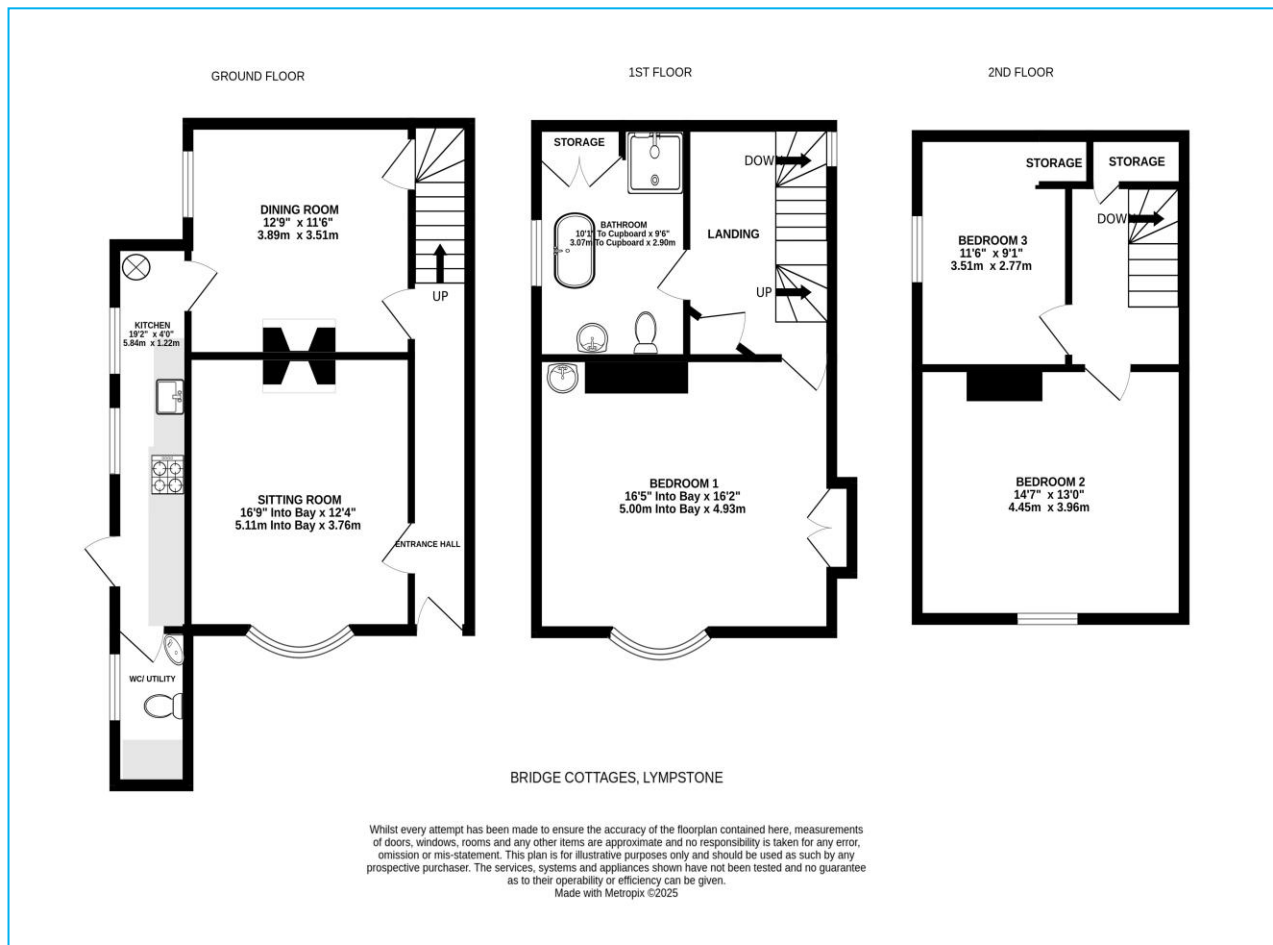 GROUND FLOOR
DINING ROOM
12'9" x 11'6"
3.89m x 3.51m
UP
KITCHEN
19'2" x 4'0"
5.84m x 1.22m
SITTING ROOM
16'9" Into Bay x 12'4"
5.11m Into Bay x 3.76m
ENTRANCE HALL
WC/ UTILITY
1ST FLOOR
STORAGE
DOWN
BATHROOM
10'1" To Cupboard x 9'6"
3.07m To Cupboard x 2.90m
LANDING
UP
BEDROOM 1
16'5" Into Bay x 16'2"
5.00m Into Bay x 4.93m
2ND FLOOR
STORAGE
STORAGE
DOWN
BEDROOM 3
11'6" x 9'1"
3.51m x 2.77m
BEDROOM 2
14'7" x 13'0"
4.45m x 3.96m
BRIDGE COTTAGES, LYMPSTONE
Whilst every attempt has been made to ensure the accuracy of the floorplan contained here, measurements
of doors, windows, rooms and any other items are approximate and no responsibility is taken for any error,
omission or mis-statement. This plan is for illustrative purposes only and should be used as such by any
prospective purchaser. The services, systems and appliances shown have not been tested and no guarantee
as to their operability or efficiency can be given.
Made with Metropix ©2025